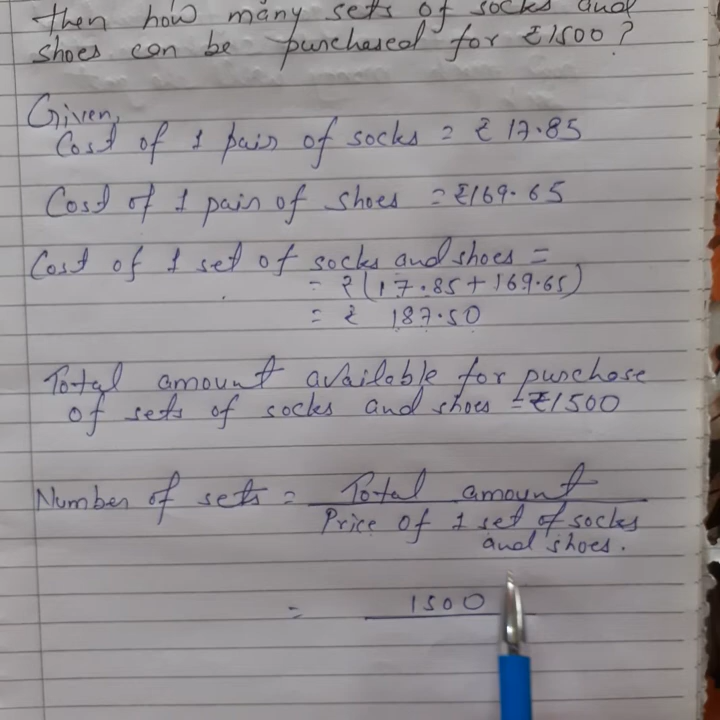 then how many sets of socks and
shoes can be purchased for ₹1500?
Given,
Cost of 1 pair of socks = ₹ 17.85
Cost of 1 pair of shoes = ₹169.65
Cost of 1 set of socks and shoes =
= ₹ (17.85 + 169.65)
= ₹ 187.50
Total amount available for purchase
of sets of socks and shoes = ₹1500
Number of sets = Total amount
Price of 1 set of socks
and shoes.
= 1500